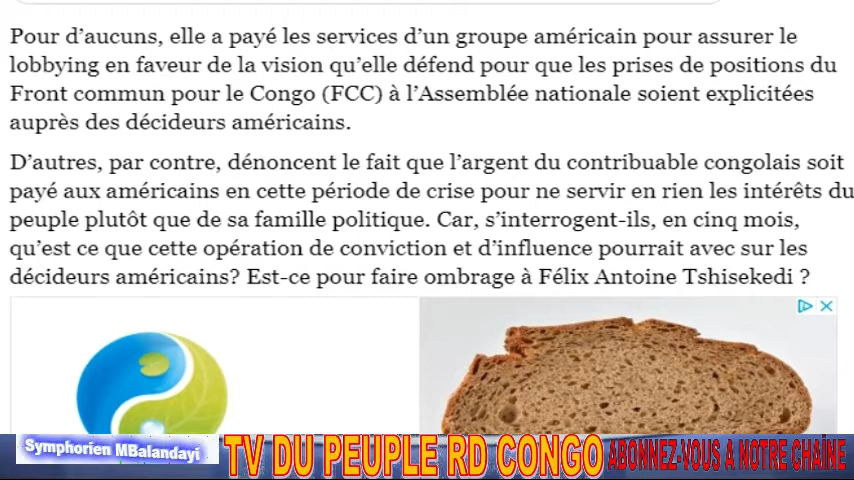 Pour d'aucuns, elle a payé les services d'un groupe américain pour assurer le
lobbying en faveur de la vision qu'elle défend pour que les prises de positions du
Front commun pour le Congo (FCC) à l'Assemblée nationale soient explicitées
auprès des décideurs américains.
D'autres, par contre, dénoncent le fait que l'argent du contribuable congolais soit
payé aux américains en cette période de crise pour ne servir en rien les intérêts du
peuple plutôt que de sa famille politique. Car, s'interrogent-ils, en cinq mois,
qu'est ce que cette opération de conviction et d'influence pourrait avec sur les
décideurs américains? Est-ce pour faire ombrage à Félix Antoine Tshisekedi ?
Symphorien MBalandayi
TV DU PEUPLE RD CONGO
ABONNEZ-VOUS A NOTRE CHAÎNE